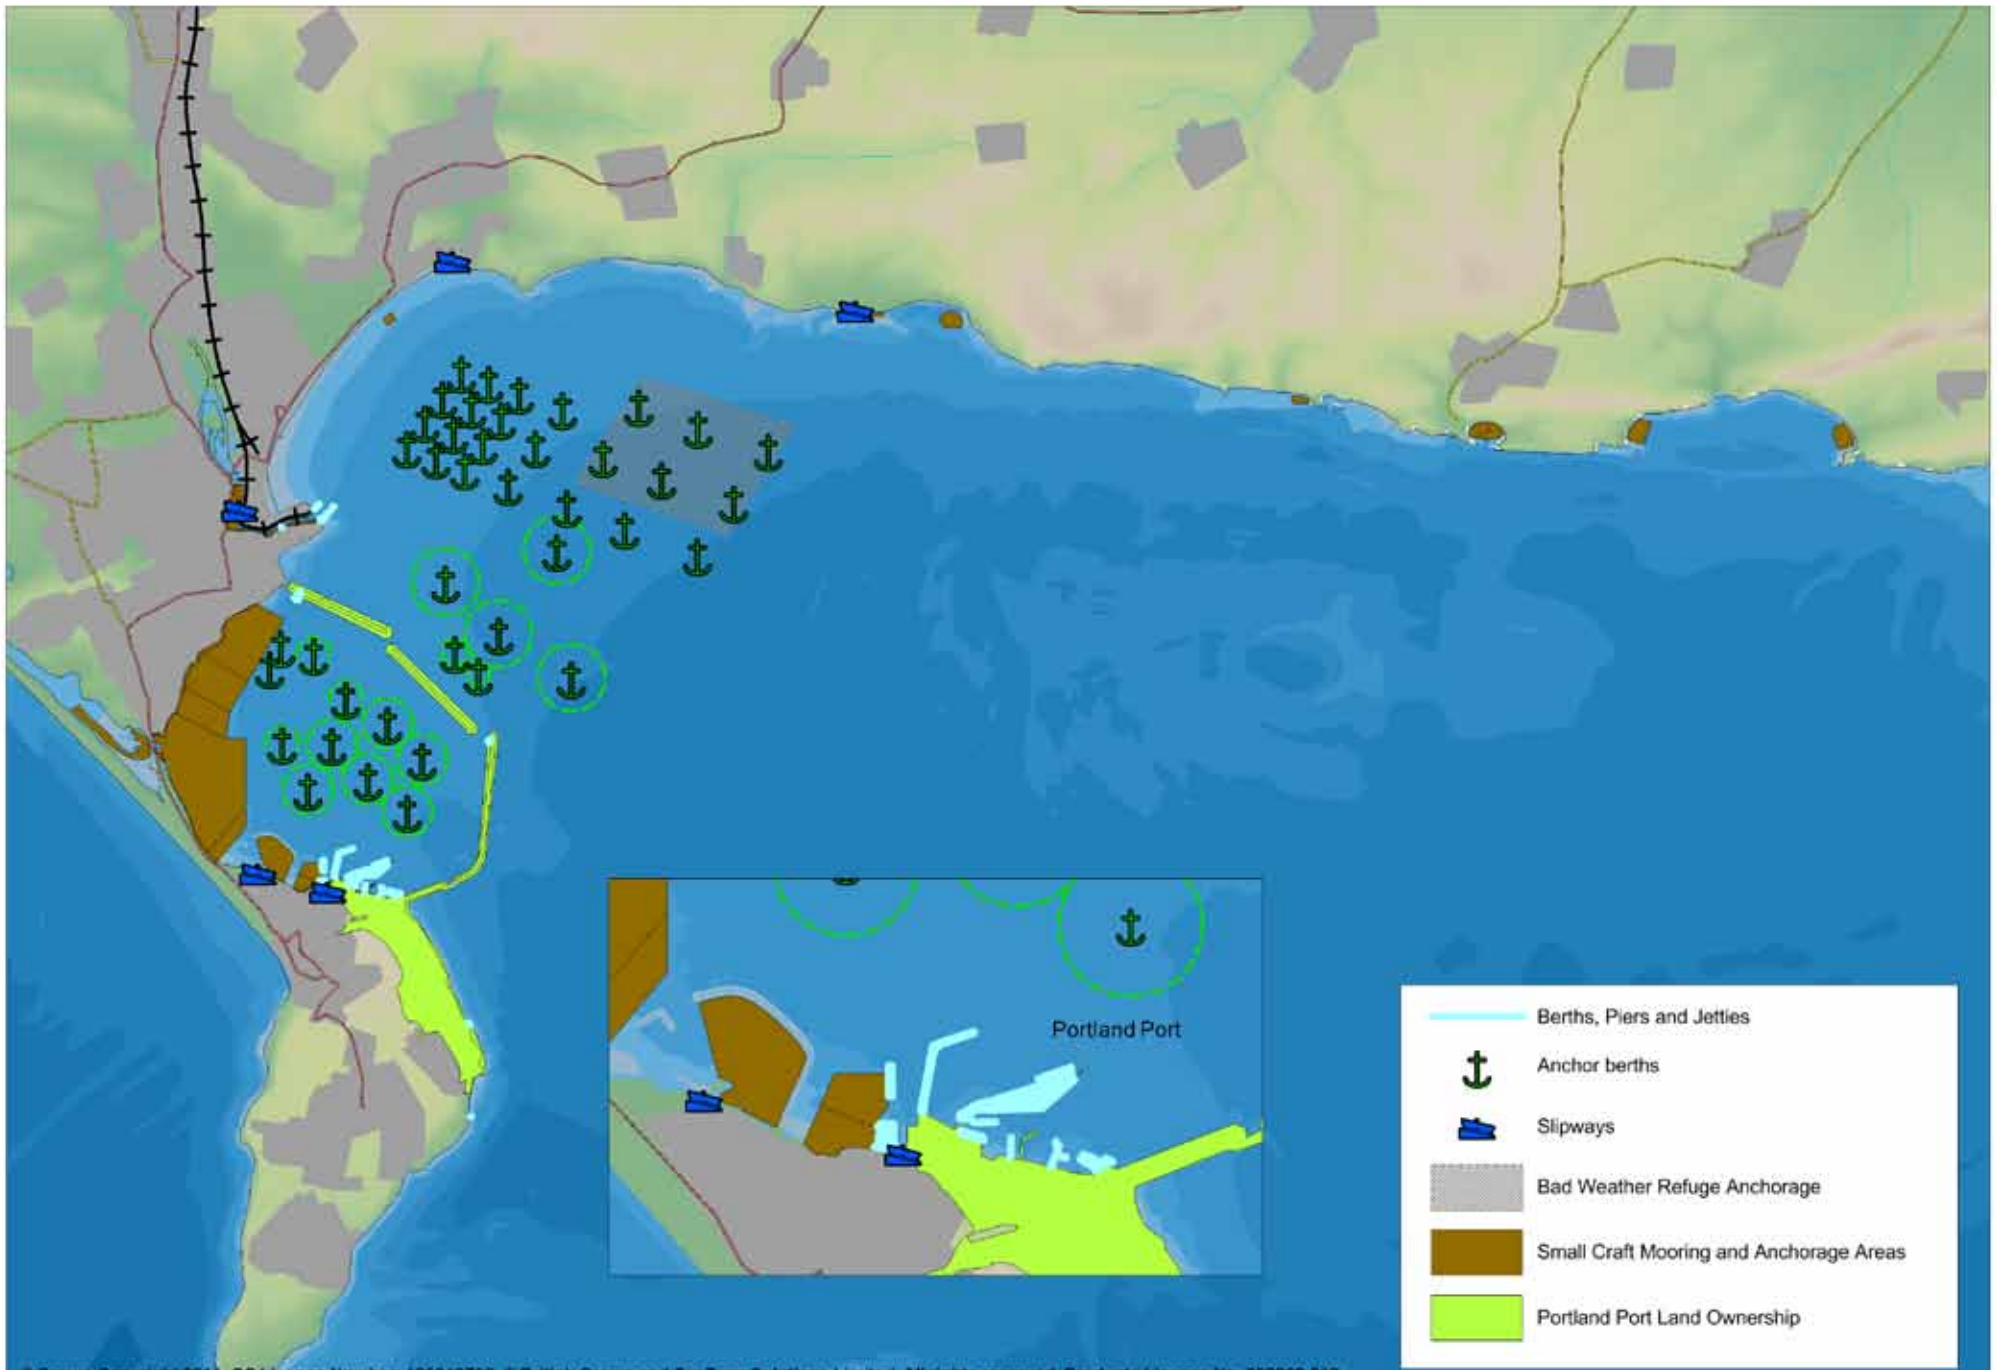 Portland Port
Berths, Piers and Jetties
Anchor berths
Slipways
Bad Weather Refuge Anchorage
Small Craft Mooring and Anchorage Areas
Portland Port Land Ownership